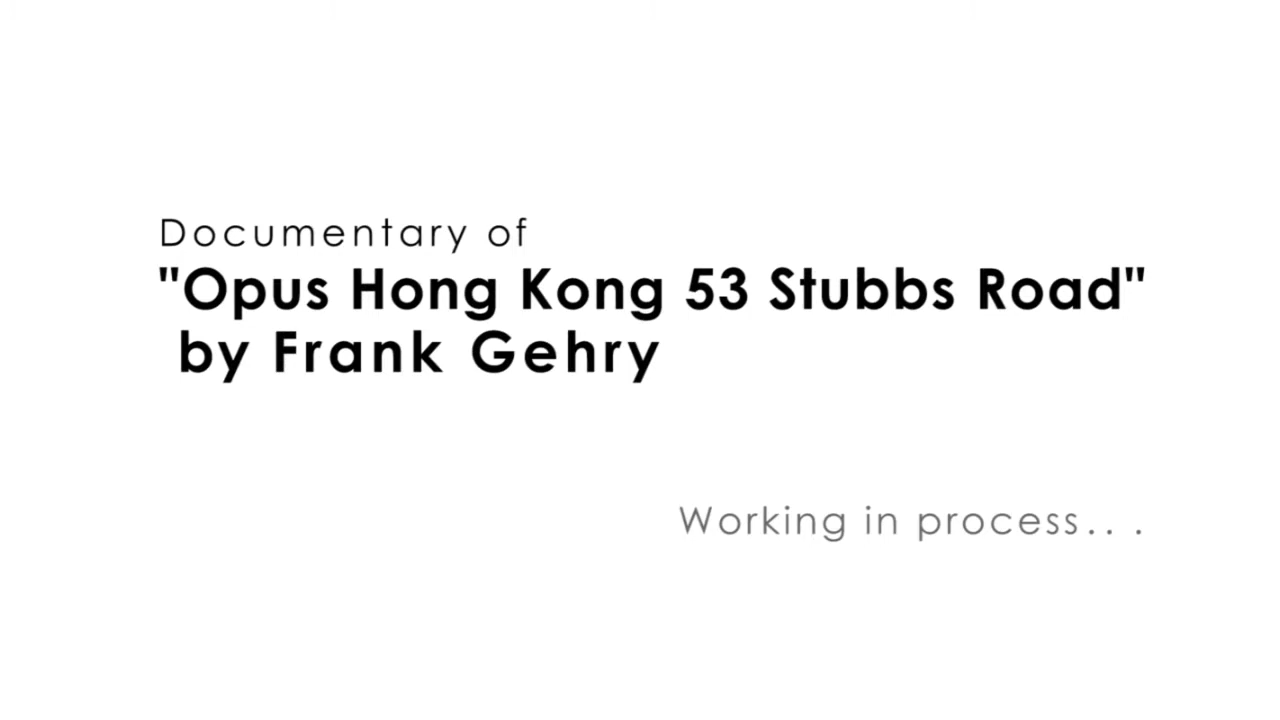 Documentary of
"Opus Hong Kong 53 Stubbs Road"
by Frank Gehry
Working in process.. .